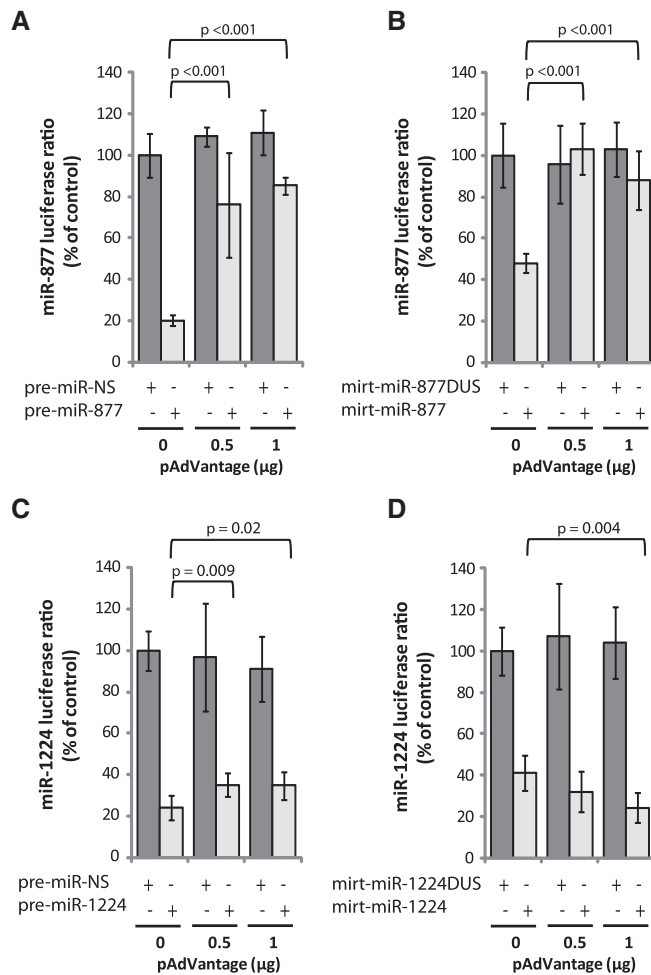 A
p <0.001
p <0.001
miR-877 luciferase ratio
(% of control)
140
120
100
80
60
40
20
0
pre-miR-NS + - + - + -
pre-miR-877 - + - + - +
0 0.5 1
pAdVantage (µg)
B
p <0.001
p <0.001
miR-877 luciferase ratio
(% of control)
140
120
100
80
60
40
20
0
mirt-miR-877DUS + - + - + -
mirt-miR-877 - + - + - +
0 0.5 1
pAdVantage (µg)
C
p = 0.02
p = 0.009
miR-1224 luciferase ratio
(% of control)
140
120
100
80
60
40
20
0
pre-miR-NS + - + - + -
pre-miR-1224 - + - + - +
0 0.5 1
pAdVantage (µg)
D
p = 0.004
miR-1224 luciferase ratio
(% of control)
140
120
100
80
60
40
20
0
mirt-miR-1224DUS + - + - + -
mirt-miR-1224 - + - + - +
0 0.5 1
pAdVantage (µg)